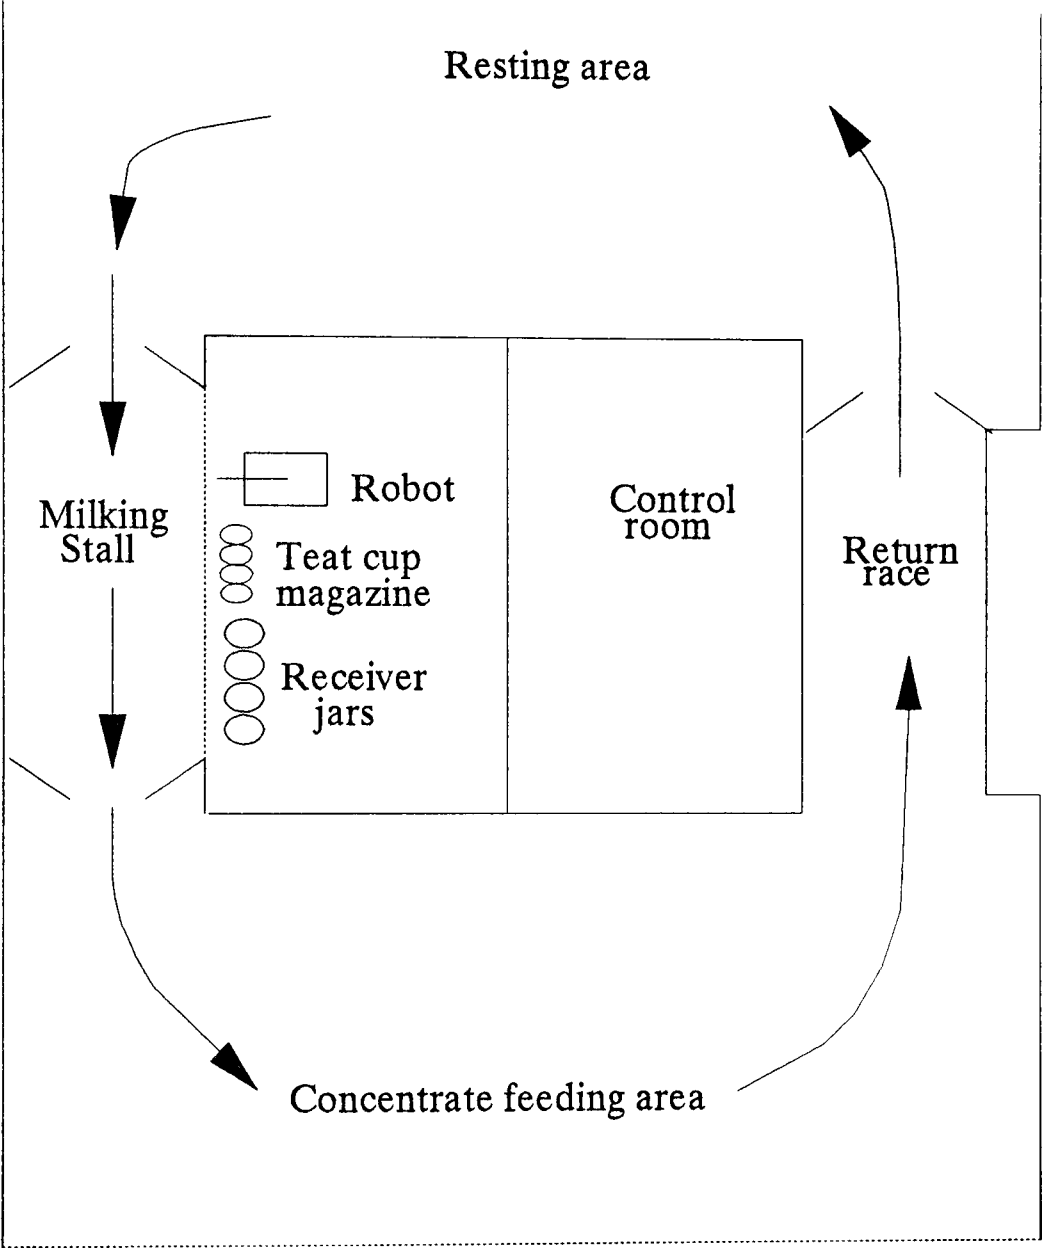 Resting area
Milking
Stall
Robot
Teat cup
magazine
Receiver
jars
Control
room
Return
race
Concentrate feeding area